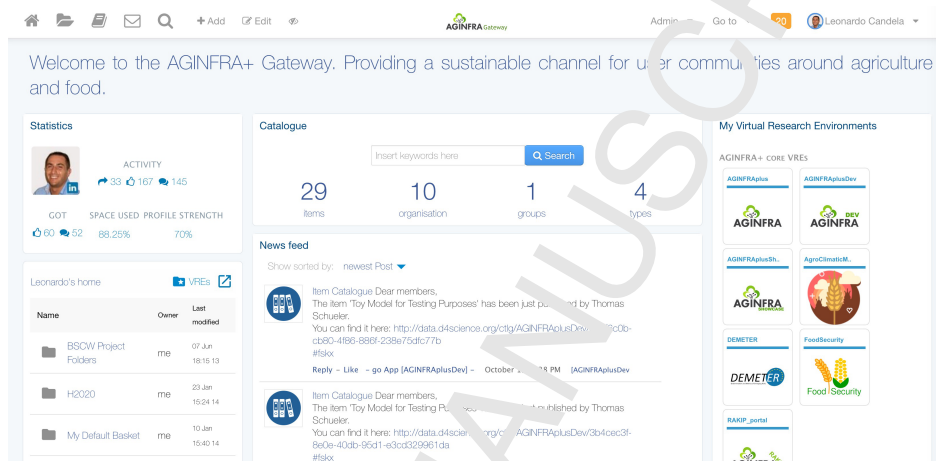 + Add Edit AGINFRA Gateway Admin Go to 20 Leonardo Candela
Welcome to the AGINFRA+ Gateway. Providing a sustainable channel for user communities around agriculture
and food.
Statistics
ACTIVITY
33 167 145
in
GOT SPACE USED PROFILE STRENGTH
60 52 88.25% 70%
Leonardo's home VREs
Name Owner Last
modified
BSCW Project
Folders
me
07 Jun
18:15 13
H2020 me 23 Jan
15:24 14
My Default Basket me 10 Jan
15:40 14
Catalogue
Insert keywords here Search
29 10 1 4
items organisation groups types
News feed
Show sorted by: newest Post
Item Catalogue Dear members,
The item 'Toy Model for Testing Purposes' has been just by Thomas
Schueler.
You can find it here: http://data.d4science.org/ctlg/AGINFRAplusDev/
cb80-4f86-886f-238e75dfc77b
#fskx
Reply - Like - go App [AGINFRAplusDev] - October PM [AGINFRAplusDev
Item Catalogue Dear members,
The item 'Toy Model for Testing published by Thomas
Schueler.
You can find it here: AGINFRAplusDev/3b4cec3f-
8e0e-40db-95d1-e3cd329961da
#fskx
My Virtual Research Environments
AGINFRA+ CORE VREs
AGINFRAplus AGINFRAplusDev
AGINFRA DEV AGINFRA
AGINFRAplusSh.. AgroClimaticM..
AGINFRA
SHOWCASE
DEMETER FoodSecurity
DEMETER Food Security
RAKIP_portal
MANUSC